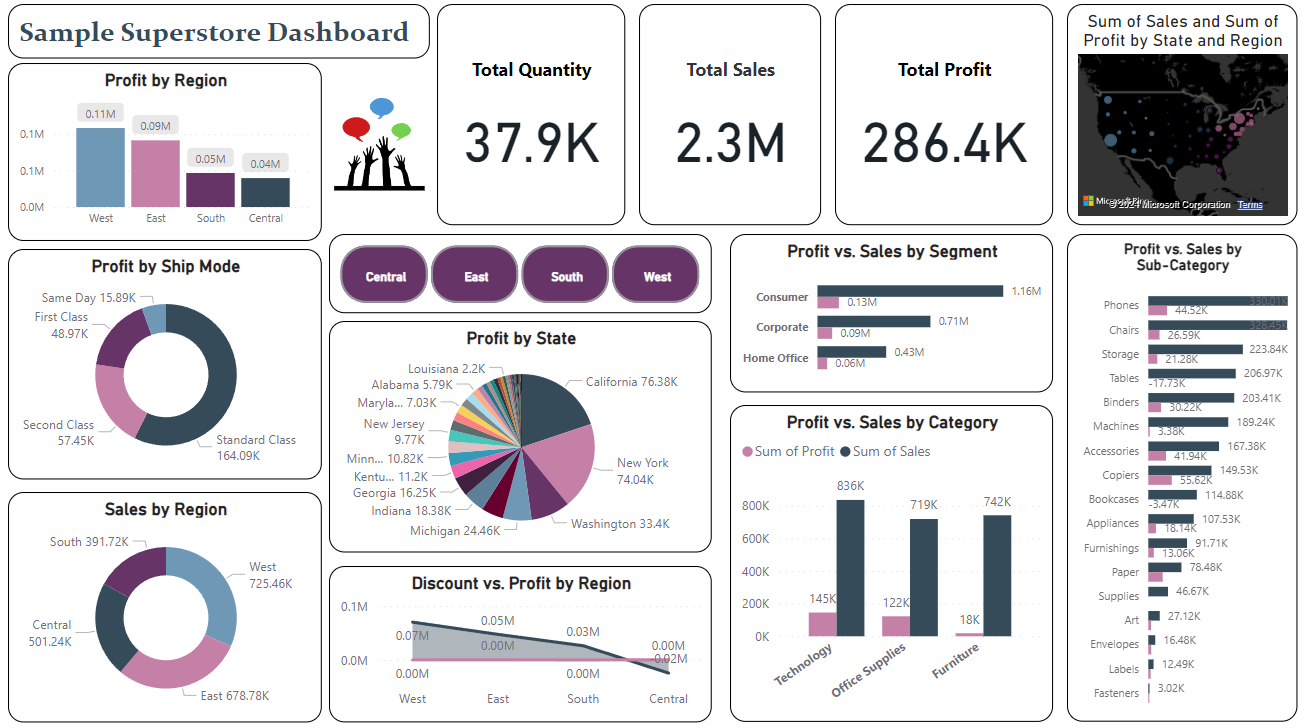 Sample Superstore Dashboard
Profit by Region
0.11M
0.09M
0.05M
0.04M
0.1M
0.1M
0.0M
West
East
South
Central
Total Quantity
37.9K
Total Sales
2.3M
Total Profit
286.4K
Sum of Sales and Sum of
Profit by State and Region
© 2024 Microsoft Corporation
Terms
Profit by Ship Mode
Same Day 15.89K
First Class
48.97K
Second Class
57.45K
Standard Class
164.09K
Central
East
South
West
Profit by State
Louisiana 2.2K
Alabama 5.79K
Maryla... 7.03K
New Jersey
9.77K
Minn... 10.82K
Kentu... 11.2K
Georgia 16.25K
Indiana 18.38K
Michigan 24.46K
California 76.38K
New York
74.04K
Washington 33.4K
Profit vs. Sales by Segment
Consumer
1.16M
0.13M
Corporate
0.71M
0.09M
Home Office
0.43M
0.06M
Profit vs. Sales by
Sub-Category
Phones
330.01K
44.52K
Chairs
328.45K
26.59K
Storage
223.84K
21.28K
Tables
206.97K
-17.73K
Binders
203.41K
30.22K
Machines
189.24K
3.38K
Accessories
167.38K
41.94K
Copiers
149.53K
55.62K
Bookcases
114.88K
-3.47K
Appliances
107.53K
18.14K
Furnishings
91.71K
13.06K
Paper
78.48K
Supplies
46.67K
Art
27.12K
Envelopes
16.48K
Labels
12.49K
Fasteners
3.02K
Sales by Region
South 391.72K
West
725.46K
Central
501.24K
East 678.78K
Discount vs. Profit by Region
0.1M
0.0M
0.07M
0.00M
0.05M
0.00M
0.03M
0.00M
0.00M
-0.02M
West
East
South
Central
Profit vs. Sales by Category
Sum of Profit
Sum of Sales
800K
600K
400K
200K
0K
145K
836K
122K
719K
18K
742K
Technology
Office Supplies
Furniture